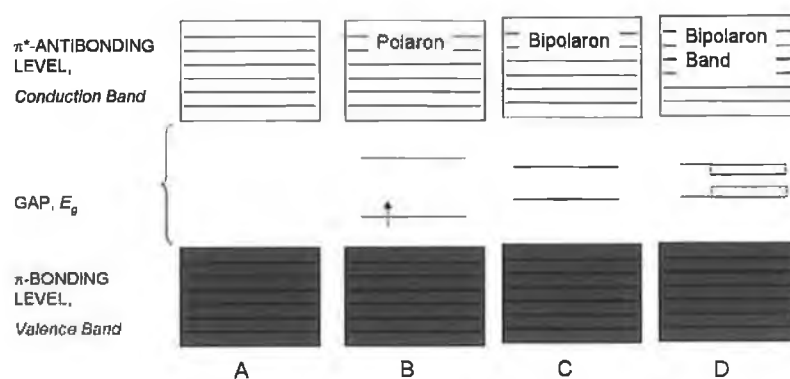 π*-ANTIBONDING
LEVEL,
Conduction Band
Polaron
Bipolaron
Bipolaron
Band
GAP, Eg
π-BONDING
LEVEL,
Valence Band
A
B
C
D